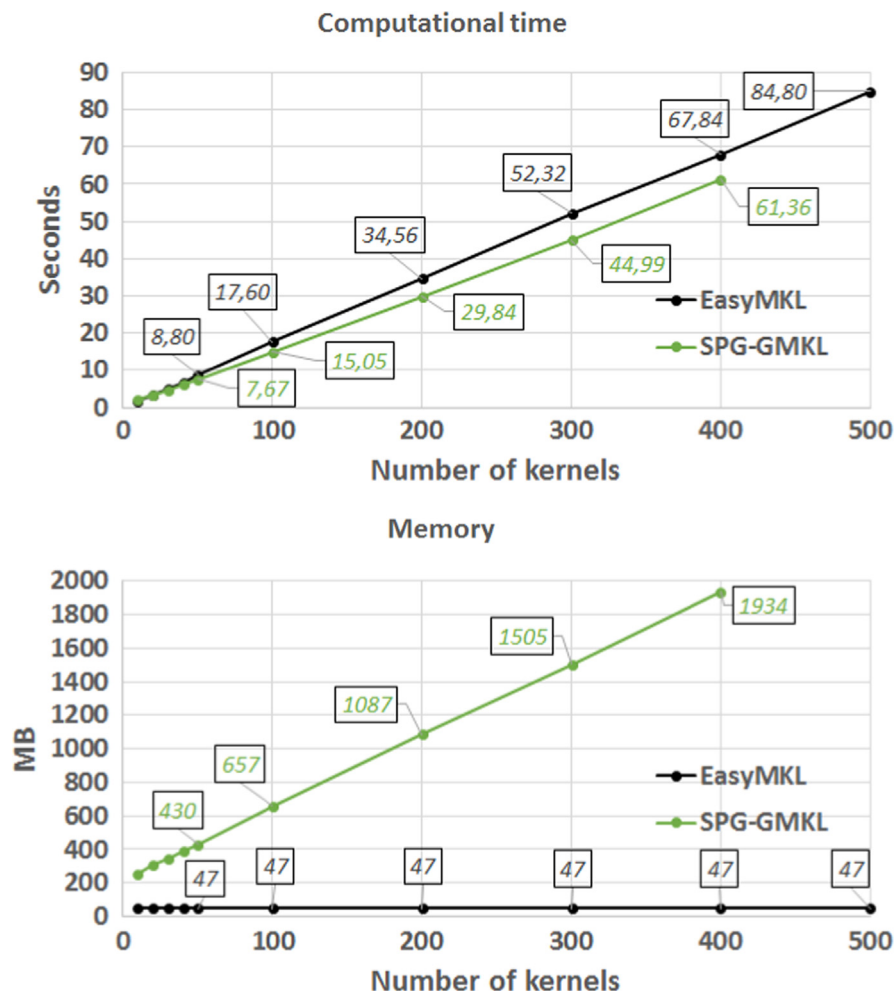 Computational time
90
84,80
80
67,84
70
52,32
60
61,36
Seconds
50
34,56
40
44,99
17,60
30
29,84
EasyMKL
8,80
20
15,05
SPG-GMKL
10
7,67
0
0 100 200 300 400 500
Number of kernels
Memory
2000
1934
1800
1505
1600
1400
1087
1200
MB
1000
657
800
EasyMKL
430
600
SPG-GMKL
400
47 47 47 47 47 47
200
0
0 100 200 300 400 500
Number of kernels